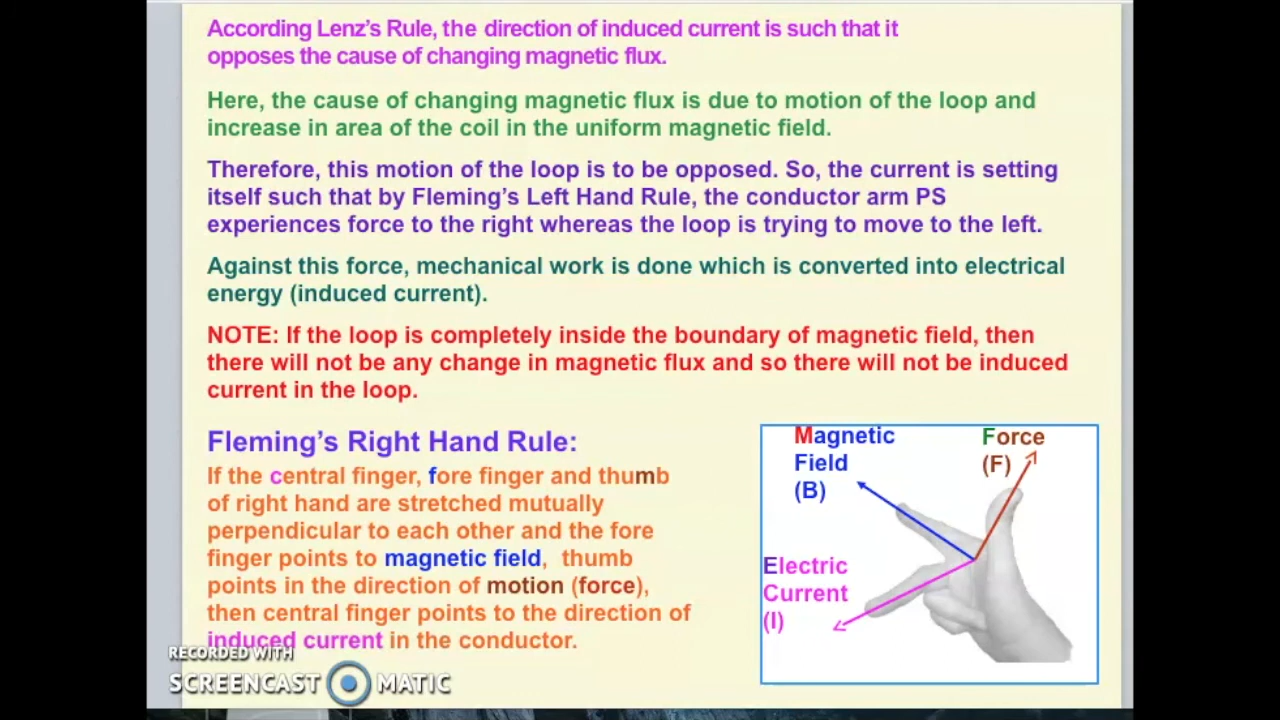 According Lenz's Rule, the direction of induced current is such that it
opposes the cause of changing magnetic flux.
Here, the cause of changing magnetic flux is due to motion of the loop and
increase in area of the coil in the uniform magnetic field.
Therefore, this motion of the loop is to be opposed. So, the current is setting
itself such that by Fleming's Left Hand Rule, the conductor arm PS
experiences force to the right whereas the loop is trying to move to the left.
Against this force, mechanical work is done which is converted into electrical
energy (induced current).
NOTE: If the loop is completely inside the boundary of magnetic field, then
there will not be any change in magnetic flux and so there will not be induced
current in the loop.
Fleming's Right Hand Rule:
If the central finger, fore finger and thumb
of right hand are stretched mutually
perpendicular to each other and the fore
finger points to magnetic field, thumb
points in the direction of motion (force),
then central finger points to the direction of
induced current in the conductor.
Magnetic
Field
(B)
Force
(F)
Electric
Current
(I)
RECORDED WITH
SCREENCAST MATIC